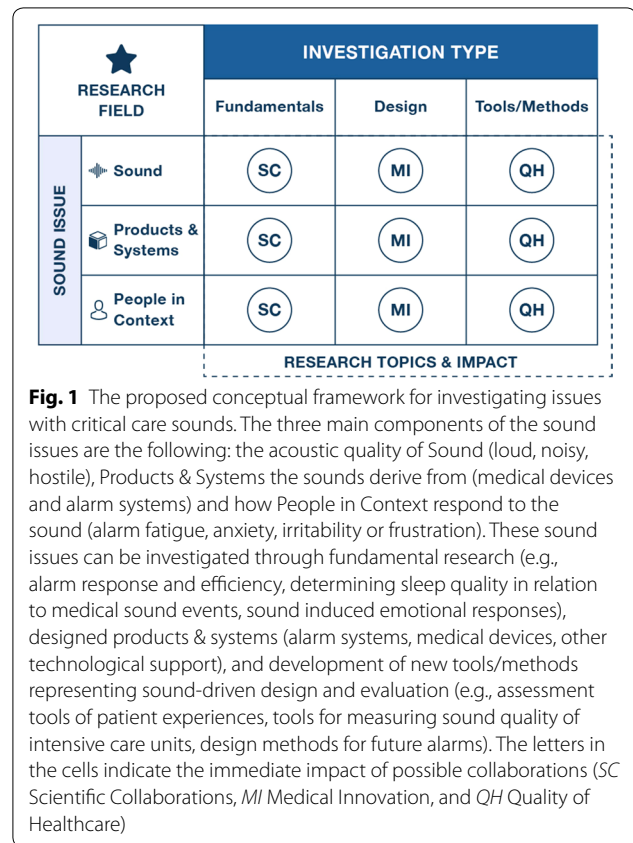 INVESTIGATION TYPE
RESEARCH
FIELD
Fundamentals
Design
Tools/Methods
SOUND ISSUE
Sound
SC
MI
QH
Products &
Systems
SC
MI
QH
People in
Context
SC
MI
QH
RESEARCH TOPICS & IMPACT
Fig. 1 The proposed conceptual framework for investigating issues
with critical care sounds. The three main components of the sound
issues are the following: the acoustic quality of Sound (loud, noisy,
hostile), Products & Systems the sounds derive from (medical devices
and alarm systems) and how People in Context respond to the
sound (alarm fatigue, anxiety, irritability or frustration). These sound
issues can be investigated through fundamental research (e.g.,
alarm response and efficiency, determining sleep quality in relation
to medical sound events, sound induced emotional responses),
designed products & systems (alarm systems, medical devices, other
technological support), and development of new tools/methods
representing sound-driven design and evaluation (e.g., assessment
tools of patient experiences, tools for measuring sound quality of
intensive care units, design methods for future alarms). The letters in
the cells indicate the immediate impact of possible collaborations (SC
Scientific Collaborations, MI Medical Innovation, and QH Quality of
Healthcare)